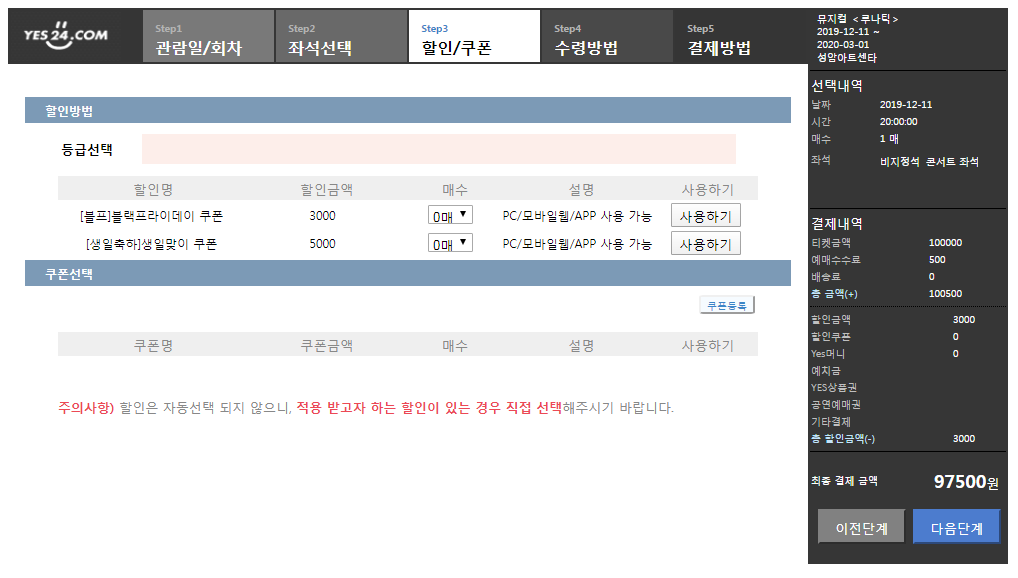 YES24.COM
Step1
관람일/회차
Step2
좌석선택
Step3
할인/쿠폰
Step4
수령방법
Step5
결제방법
뮤지컬 <루나틱>
2019-12-11 ~
2020-03-01
성암아트센타
할인방법
등급선택
할인명 할인금액 매수 설명 사용하기
[블프]블랙프라이데이 쿠폰 3000 0매 PC/모바일웹/APP 사용 가능 사용하기
[생일축하]생일맞이 쿠폰 5000 0매 PC/모바일웹/APP 사용 가능 사용하기
쿠폰선택
쿠폰등록
쿠폰명 쿠폰금액 매수 설명 사용하기
주의사항) 할인은 자동선택 되지 않으니, 적용 받고자 하는 할인이 있는 경우 직접 선택해주시기 바랍니다.
선택내역
날짜 2019-12-11
시간 20:00:00
매수 1 매
좌석 비지정석 콘서트 좌석
결제내역
티켓금액 100000
예매수수료 500
배송료 0
총 금액(+) 100500
할인금액 3000
할인쿠폰 0
Yes머니 0
예치금
YES상품권
공연예매권
기타결제
총 할인금액(-) 3000
최종 결제 금액 97500원
이전단계 다음단계